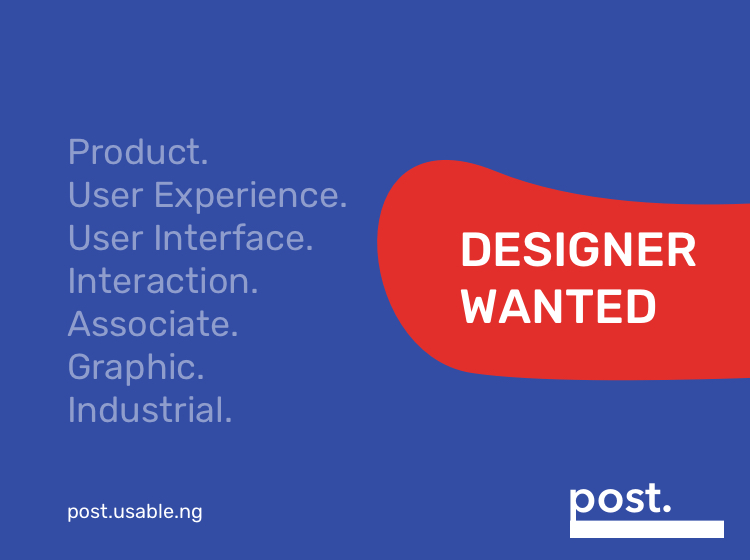 Product.
User Experience.
User Interface.
Interaction.
Associate.
Graphic.
Industrial.
DESIGNER
WANTED
post.usable.ng
post.